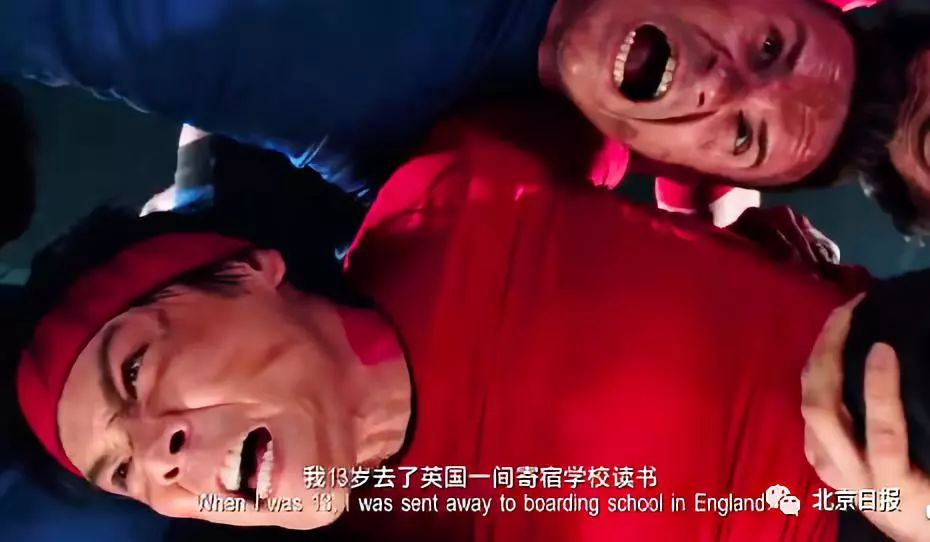 我13岁去了英国一间寄宿学校读书
When I was 13, I was sent away to boarding school in England
北京日报